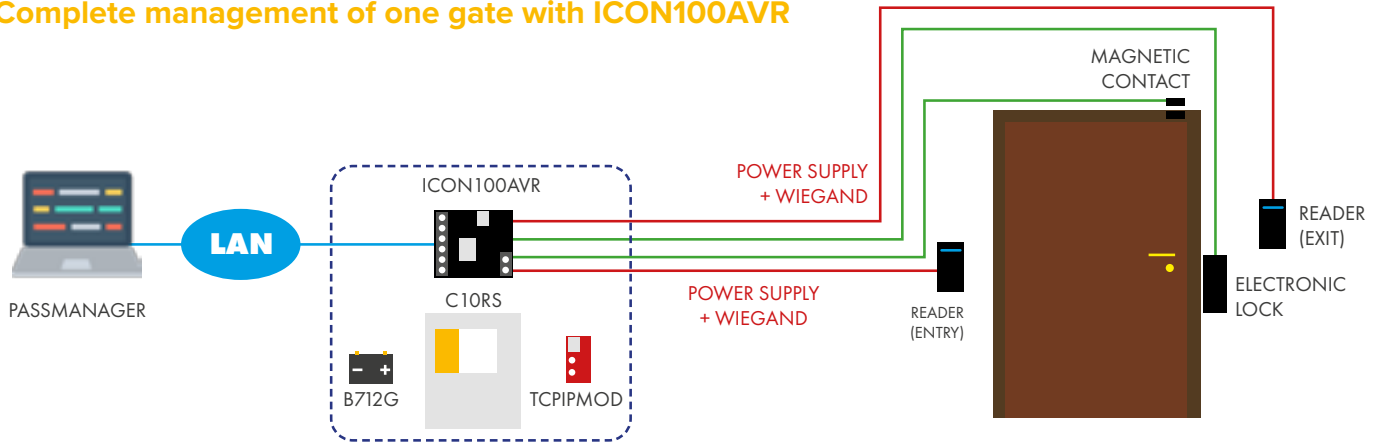 Complete management of one gate with ICON100AVR
MAGNETIC
CONTACT
POWER SUPPLY
+ WIEGAND
ICON100AVR
LAN
READER
(EXIT)
PASSMANAGER
C10RS
POWER SUPPLY
+ WIEGAND
READER
(ENTRY)
ELECTRONIC
LOCK
B712G
TCPIPMOD